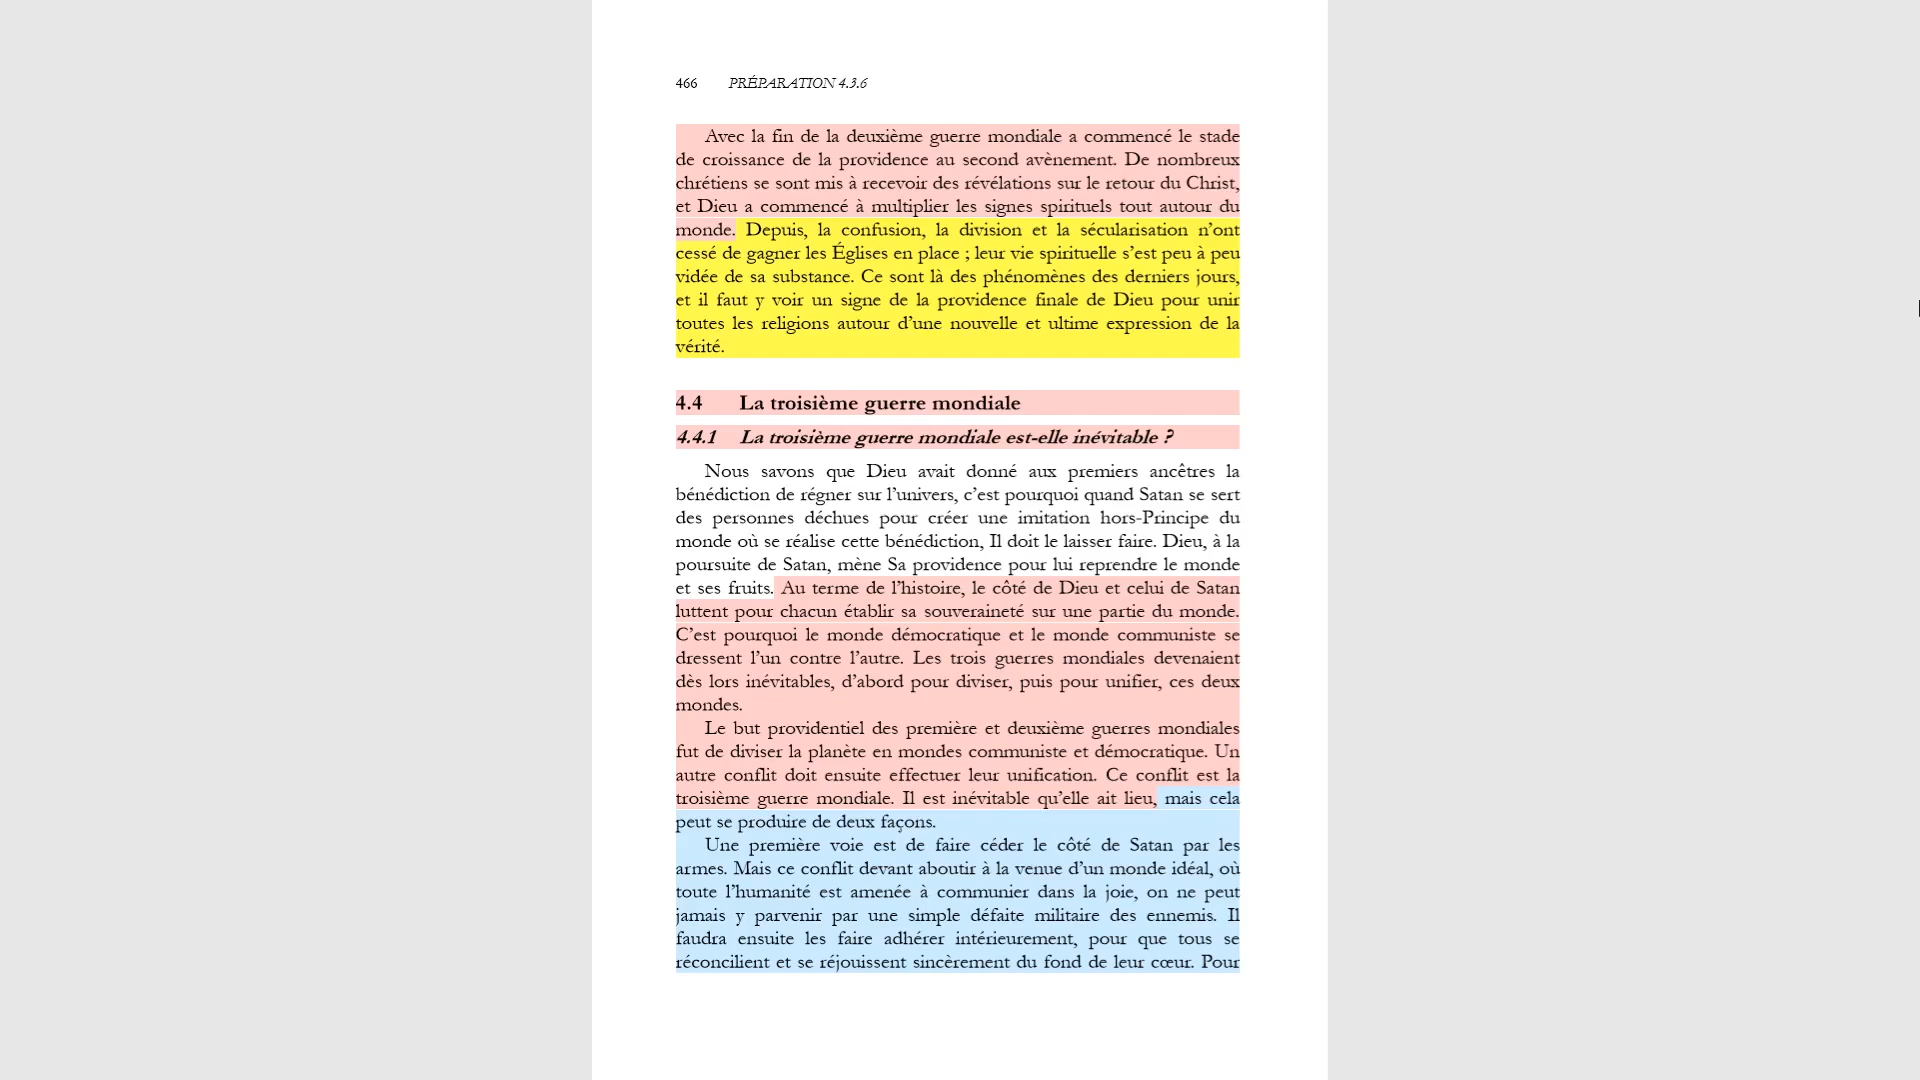 466 PRÉPARATION 4.3.6
Avec la fin de la deuxième guerre mondiale a commencé le stade
de croissance de la providence au second avènement. De nombreux
chrétiens se sont mis à recevoir des révélations sur le retour du Christ,
et Dieu a commencé à multiplier les signes spirituels tout autour du
monde. Depuis, la confusion, la division et la sécularisation n’ont
cessé de gagner les Églises en place ; leur vie spirituelle s’est peu à peu
vidée de sa substance. Ce sont là des phénomènes des derniers jours,
et il faut y voir un signe de la providence finale de Dieu pour unir
toutes les religions autour d’une nouvelle et ultime expression de la
vérité.
4.4 La troisième guerre mondiale
4.4.1 La troisième guerre mondiale est-elle inévitable ?
Nous savons que Dieu avait donné aux premiers ancêtres la
bénédiction de régner sur l’univers, c’est pourquoi quand Satan se sert
des personnes déchues pour créer une imitation hors-Principe du
monde où se réalise cette bénédiction, Il doit le laisser faire. Dieu, à la
poursuite de Satan, mène Sa providence pour lui reprendre le monde
et ses fruits. Au terme de l’histoire, le côté de Dieu et celui de Satan
luttent pour chacun établir sa souveraineté sur une partie du monde.
C’est pourquoi le monde démocratique et le monde communiste se
dressent l’un contre l’autre. Les trois guerres mondiales devenaient
dès lors inévitables, d’abord pour diviser, puis pour unifier, ces deux
mondes.
Le but providentiel des première et deuxième guerres mondiales
fut de diviser la planète en mondes communiste et démocratique. Un
autre conflit doit ensuite effectuer leur unification. Ce conflit est la
troisième guerre mondiale. Il est inévitable qu’elle ait lieu, mais cela
peut se produire de deux façons.
Une première voie est de faire céder le côté de Satan par les
armes. Mais ce conflit devant aboutir à la venue d’un monde idéal, où
toute l’humanité est amenée à communier dans la joie, on ne peut
jamais y parvenir par une simple défaite militaire des ennemis. Il
faudra ensuite les faire adhérer intérieurement, pour que tous se
réconcilient et se réjouissent sincèrement du fond de leur cœur. Pour